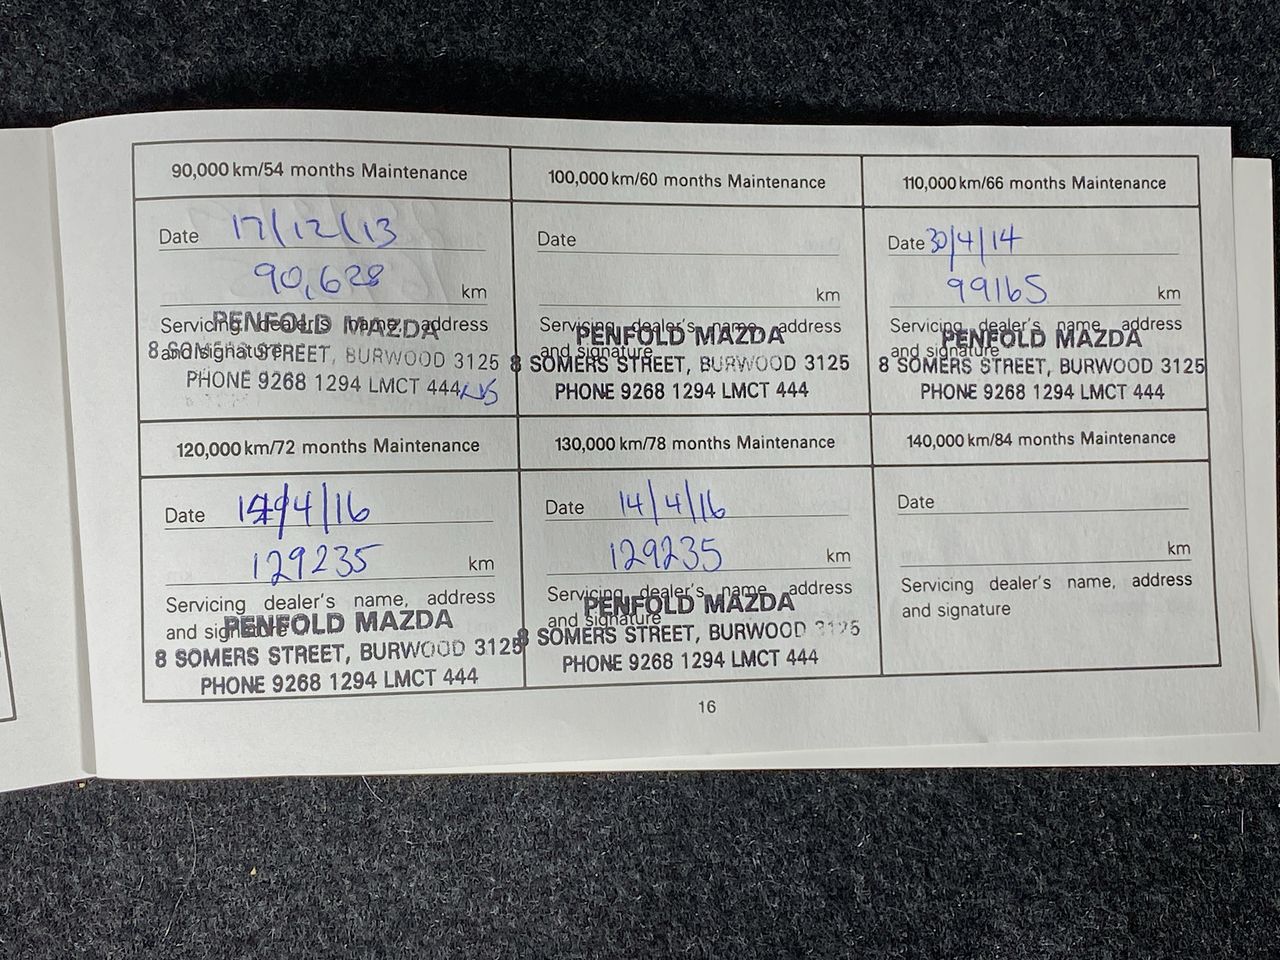 90,000 km/54 months Maintenance
Date 17/12/13
90,628 km
Servicing dealer's name, address
and signature
PENFOLD MAZDA
8 SOMERS STREET, BURWOOD 3125
PHONE 9268 1294 LMCT 444
100,000 km/60 months Maintenance
Date
km
Servicing dealer's name, address
and signature
PENFOLD MAZDA
8 SOMERS STREET, BURWOOD 3125
PHONE 9268 1294 LMCT 444
110,000 km/66 months Maintenance
Date 30/4/14
99165 km
Servicing dealer's name, address
and signature
PENFOLD MAZDA
8 SOMERS STREET, BURWOOD 3125
PHONE 9268 1294 LMCT 444
120,000 km/72 months Maintenance
Date 14/4/16
129235 km
Servicing dealer's name, address
and signature
PENFOLD MAZDA
8 SOMERS STREET, BURWOOD 3125
PHONE 9268 1294 LMCT 444
130,000 km/78 months Maintenance
Date 14/4/16
129235 km
Servicing dealer's name, address
and signature
PENFOLD MAZDA
8 SOMERS STREET, BURWOOD 3125
PHONE 9268 1294 LMCT 444
140,000 km/84 months Maintenance
Date
km
Servicing dealer's name, address
and signature
16